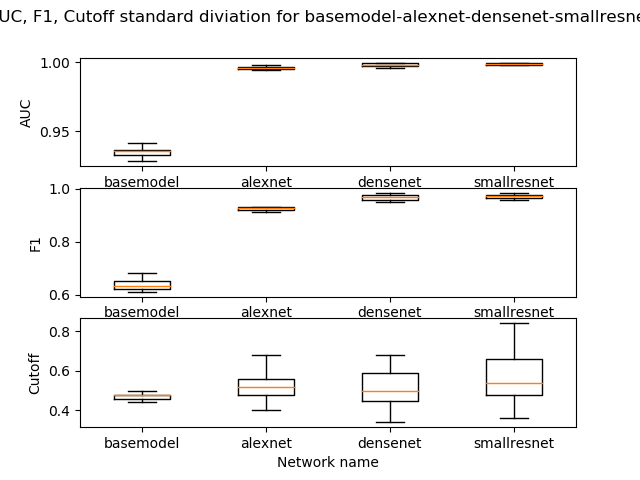 UC, F1, Cutoff standard diviation for basemodel-alexnet-densenet-smallresne
1.00
0.95
AUC
basemodel alexnet densenet smallresnet
1.0
0.8
0.6
F1
basemodel alexnet densenet smallresnet
0.8
0.6
0.4
Cutoff
basemodel alexnet densenet smallresnet
Network name